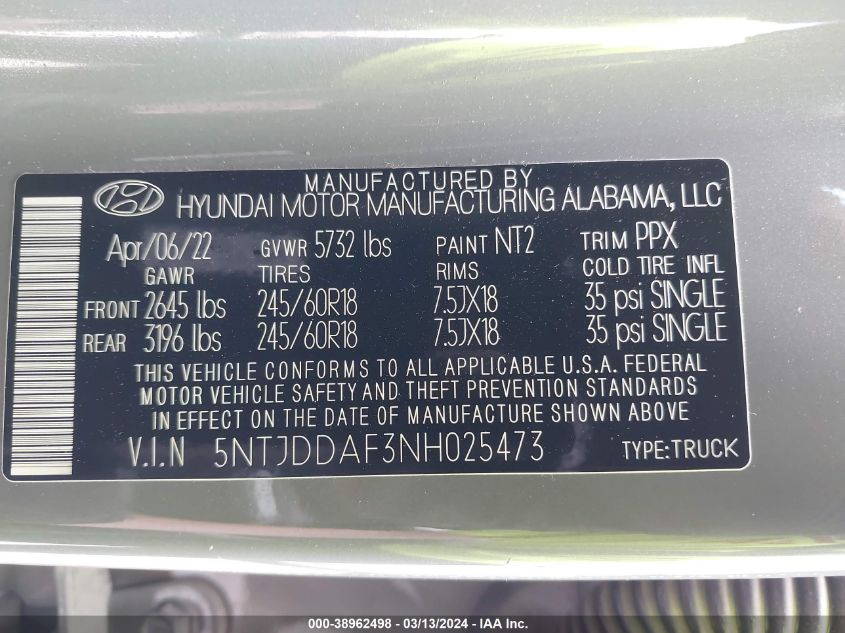 MANUFACTURED BY
HYUNDAI MOTOR MANUFACTURING ALABAMA, LLC
Apr/06/22 GVWR 5732 lbs PAINT NT2 TRIM PPX
GAWR TIRES RIMS COLD TIRE INFL
FRONT 2645 lbs 245/60R18 7.5JX18 35 psi SINGLE
REAR 3196 lbs 245/60R18 7.5JX18 35 psi SINGLE
THIS VEHICLE CONFORMS TO ALL APPLICABLE U.S.A. FEDERAL
MOTOR VEHICLE SAFETY AND THEFT PREVENTION STANDARDS
IN EFFECT ON THE DATE OF MANUFACTURE SHOWN ABOVE
V.I.N 5NTJDDAF3NH025473 TYPE:TRUCK
000-38962498 - 03/13/2024 - IAA Inc.